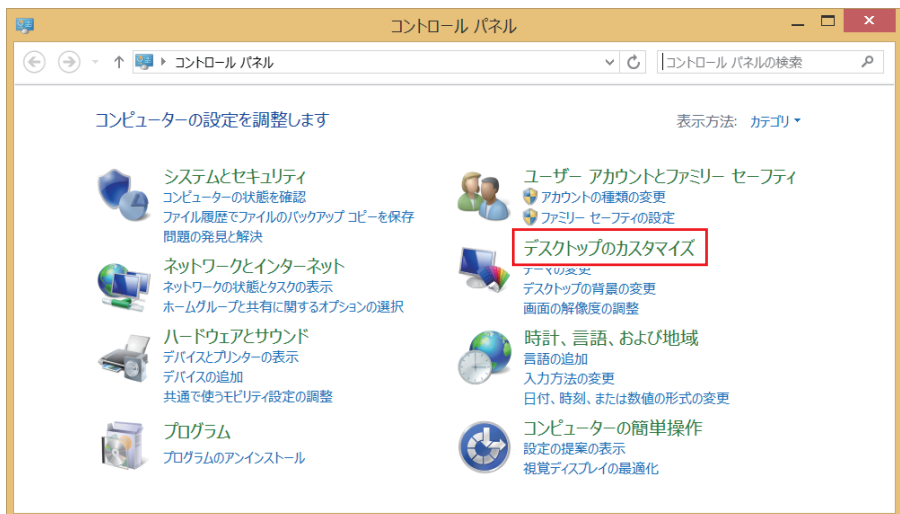 コントロール パネル
コントロール パネル
コントロール パネルの検索
コンピューターの設定を調整します
表示方法: カテゴリ
システムとセキュリティ
コンピューターの状態を確認
ファイル履歴でファイルのバックアップ コピーを保存
問題の発見と解決
ネットワークとインターネット
ネットワークの状態とタスクの表示
ホームグループと共有に関するオプションの選択
ハードウェアとサウンド
デバイスとプリンターの表示
デバイスの追加
共通で使うモビリティ設定の調整
プログラム
プログラムのアンインストール
ユーザー アカウントとファミリー セーフティ
アカウントの種類の変更
ファミリー セーフティの設定
デスクトップのカスタマイズ
テーマの変更
デスクトップの背景の変更
画面の解像度の調整
時計、言語、および地域
言語の追加
入力方法の変更
日付、時刻、または数値の形式の変更
コンピューターの簡単操作
設定の提案の表示
視覚ディスプレイの最適化